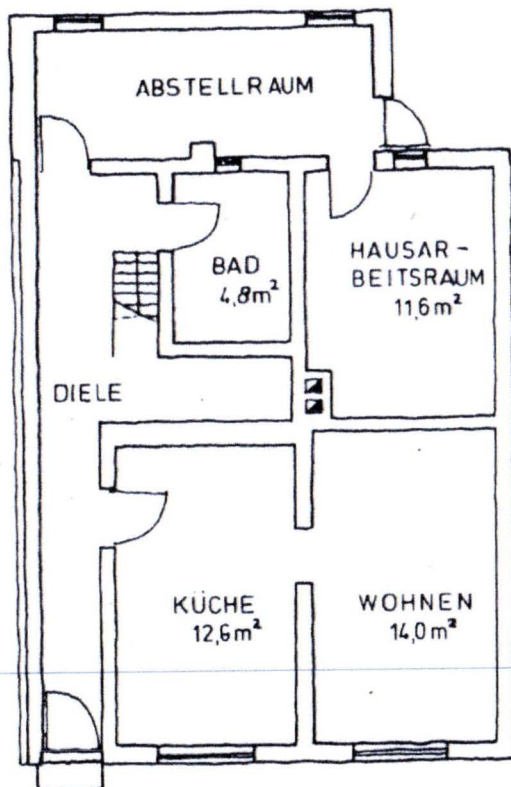 ABSTELLRAUM
BAD
4,8m²
HAUSAR-
BEITSRAUM
11,6m²
DIELE
KÜCHE
12,6m²
WOHNEN
14,0m²